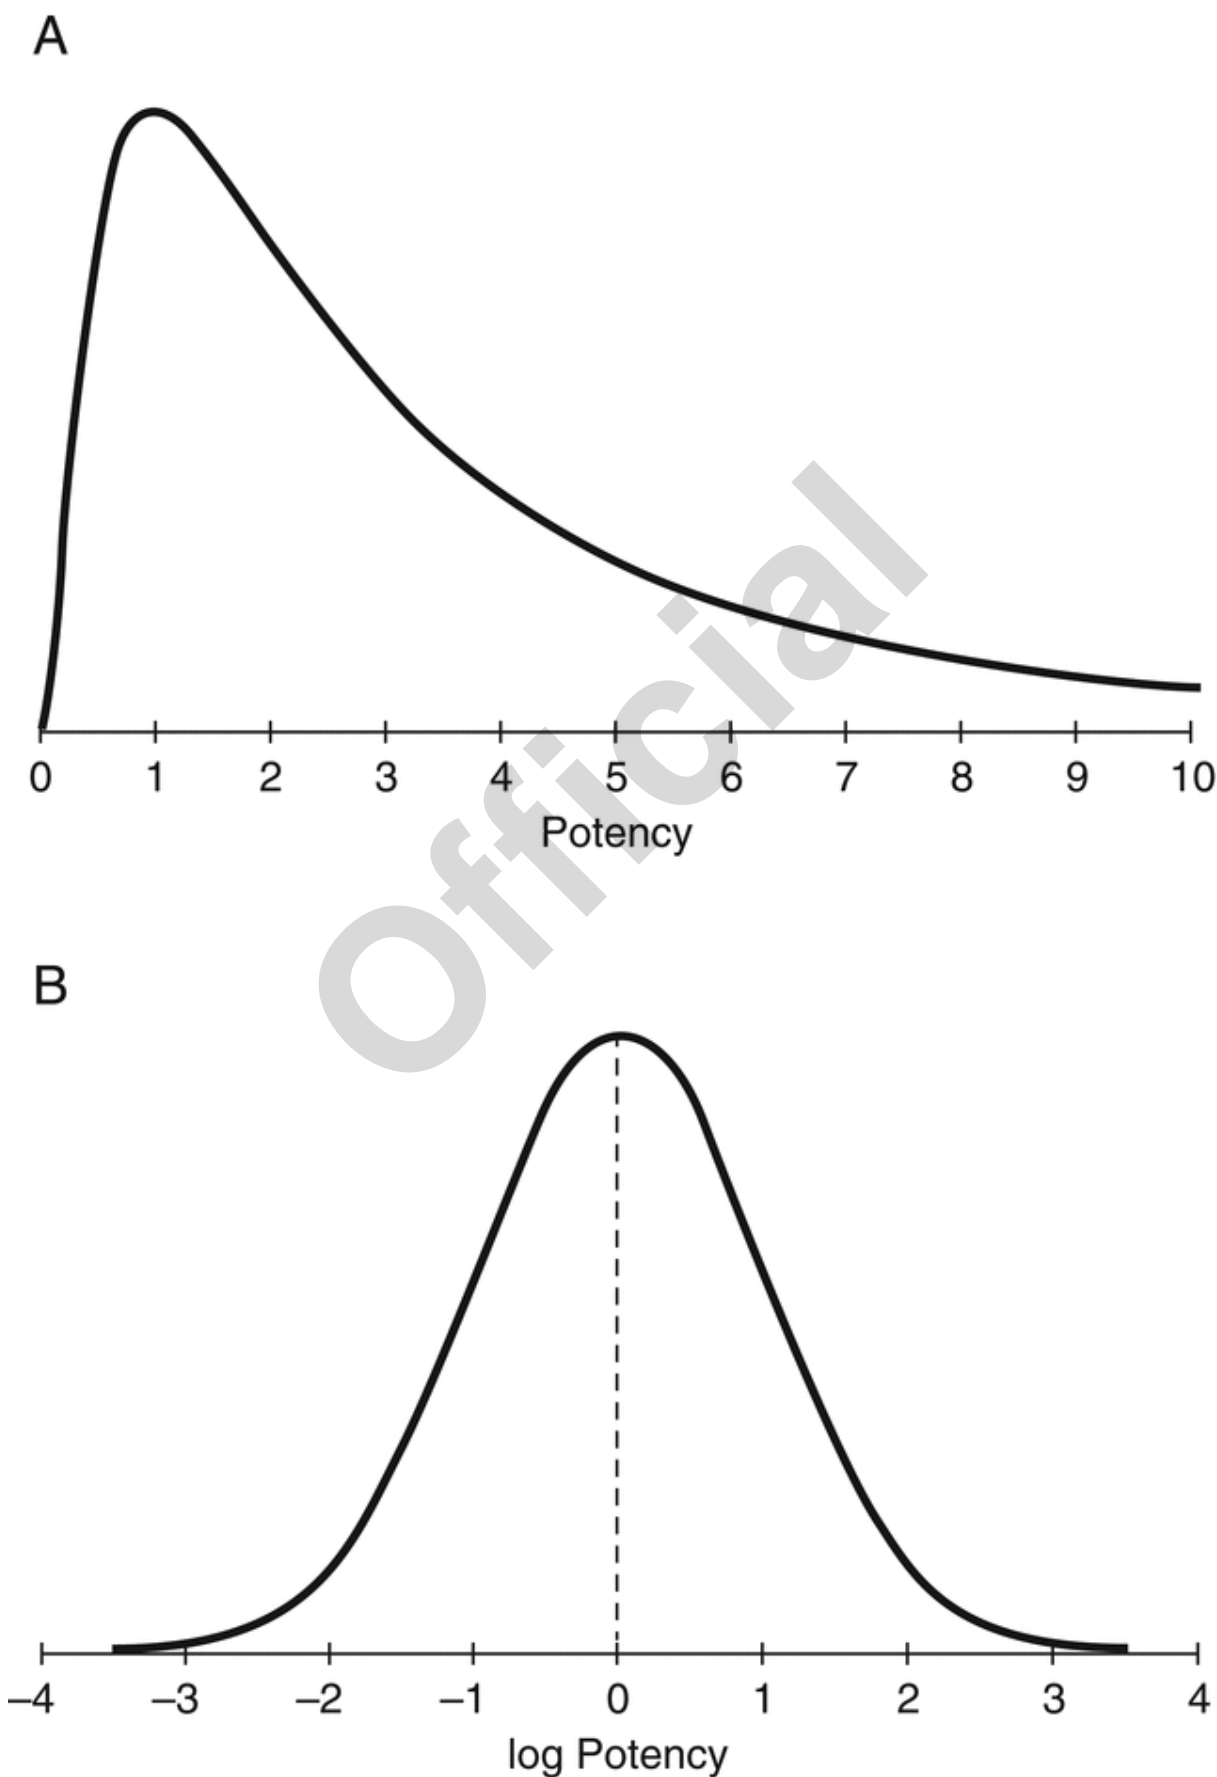 A
0 1 2 3 4 5 6 7 8 9 10
Potency
Official
B
–4 –3 –2 –1 0 1 2 3 4
log Potency